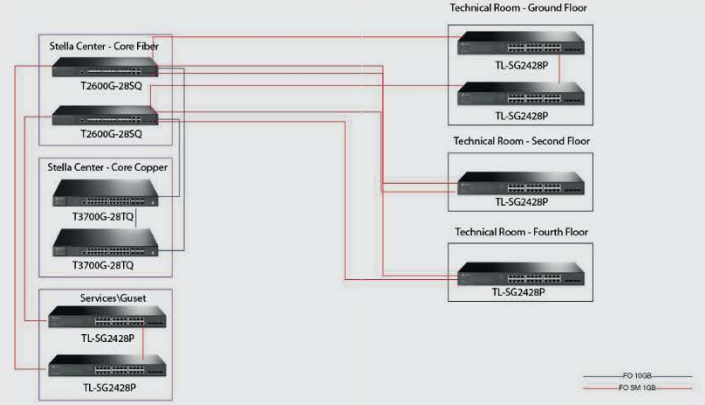 Technical Room - Ground Floor
Stella Center - Core Fiber
T2600G-28SQ
T2600G-28SQ
TL-SG2428P
TL-SG2428P
Technical Room - Second Floor
TL-SG2428P
Stella Center - Core Copper
T3700G-28TQ
T3700G-28TQ
Technical Room - Fourth Floor
TL-SG2428P
Services\Guset
TL-SG2428P
TL-SG2428P
FO 10GB
FO SM 1GB